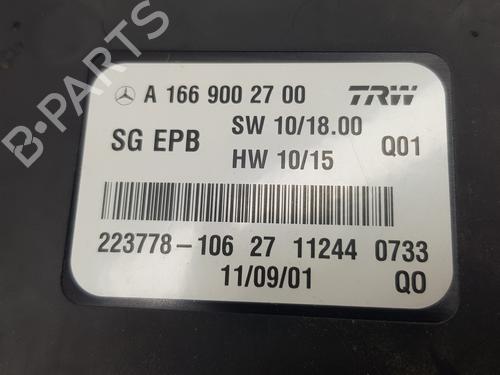 B-PARTS
A 166 900 27 00 TRW
SG EPB SW 10/18.00 Q01
HW 10/15
223778-106 27 11244 0733
11/09/01 Q0